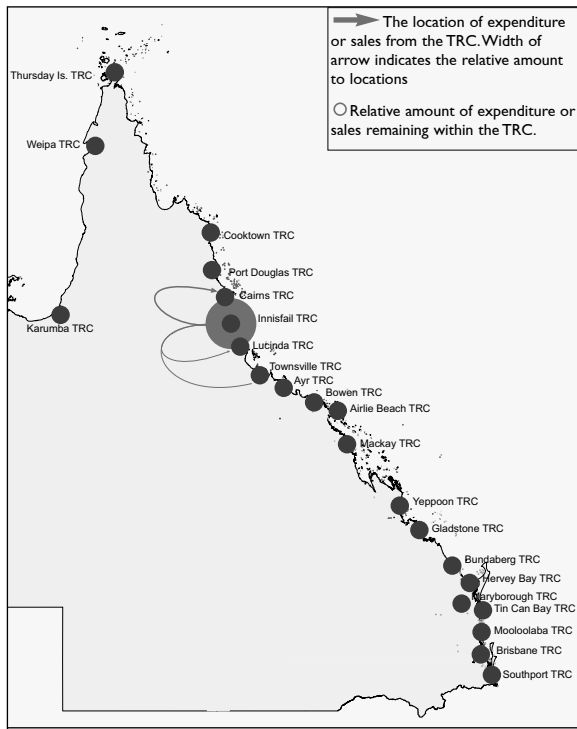 The location of expenditure
or sales from the TRC. Width of
arrow indicates the relative amount
to locations
Relative amount of expenditure or
sales remaining within the TRC.
Thursday Is. TRC
Weipa TRC
Cooktown TRC
Port Douglas TRC
Cairns TRC
Karumba TRC
Innisfail TRC
Lucinda TRC
Townsville TRC
Ayr TRC
Bowen TRC
Airlie Beach TRC
Mackay TRC
Yeppoon TRC
Gladstone TRC
Bundaberg TRC
Hervey Bay TRC
Maryborough TRC
Tin Can Bay TRC
Mooloolaba TRC
Brisbane TRC
Southport TRC